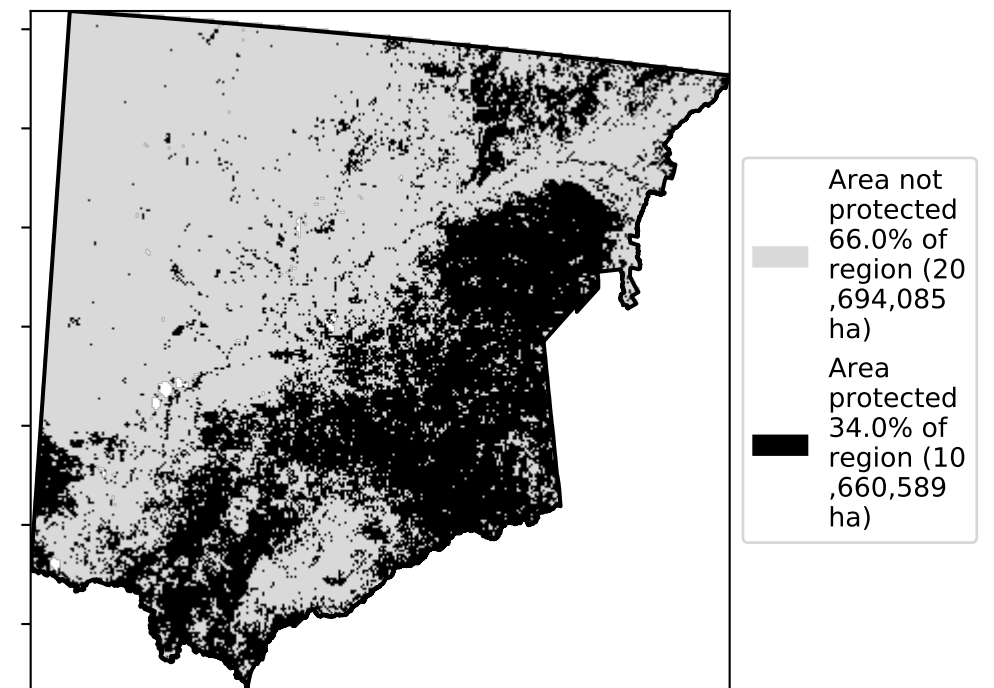 Area not
protected
66.0% of
region (20
,694,085
ha)
Area
protected
34.0% of
region (10
,660,589
ha)